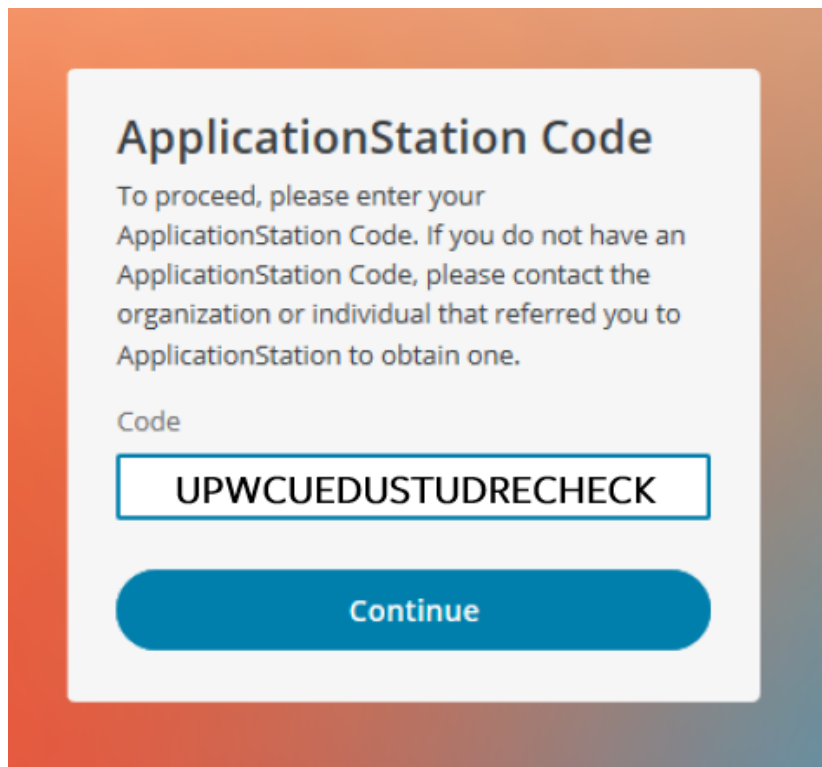 ApplicationStation Code
To proceed, please enter your
ApplicationStation Code. If you do not have an
ApplicationStation Code, please contact the
organization or individual that referred you to
ApplicationStation to obtain one.
Code
UPWCUEDUSTUDRECHECK
Continue